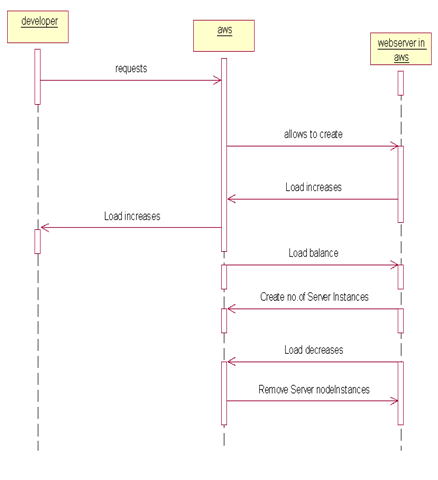 developer
aws
webserver in
aws
requests
allows to create
Load increases
Load increases
Load balance
Create no.of Server Instances
Load decreases
Remove Server nodeInstances